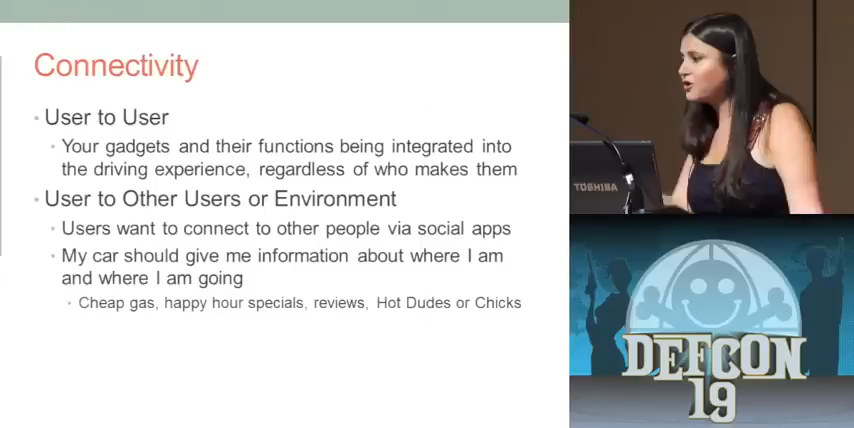 Connectivity
• User to User
• Your gadgets and their functions being integrated into
the driving experience, regardless of who makes them
• User to Other Users or Environment
• Users want to connect to other people via social apps
• My car should give me information about where I am
and where I am going
• Cheap gas, happy hour specials, reviews, Hot Dudes or Chicks
TOSHIBA
DEFCON
19